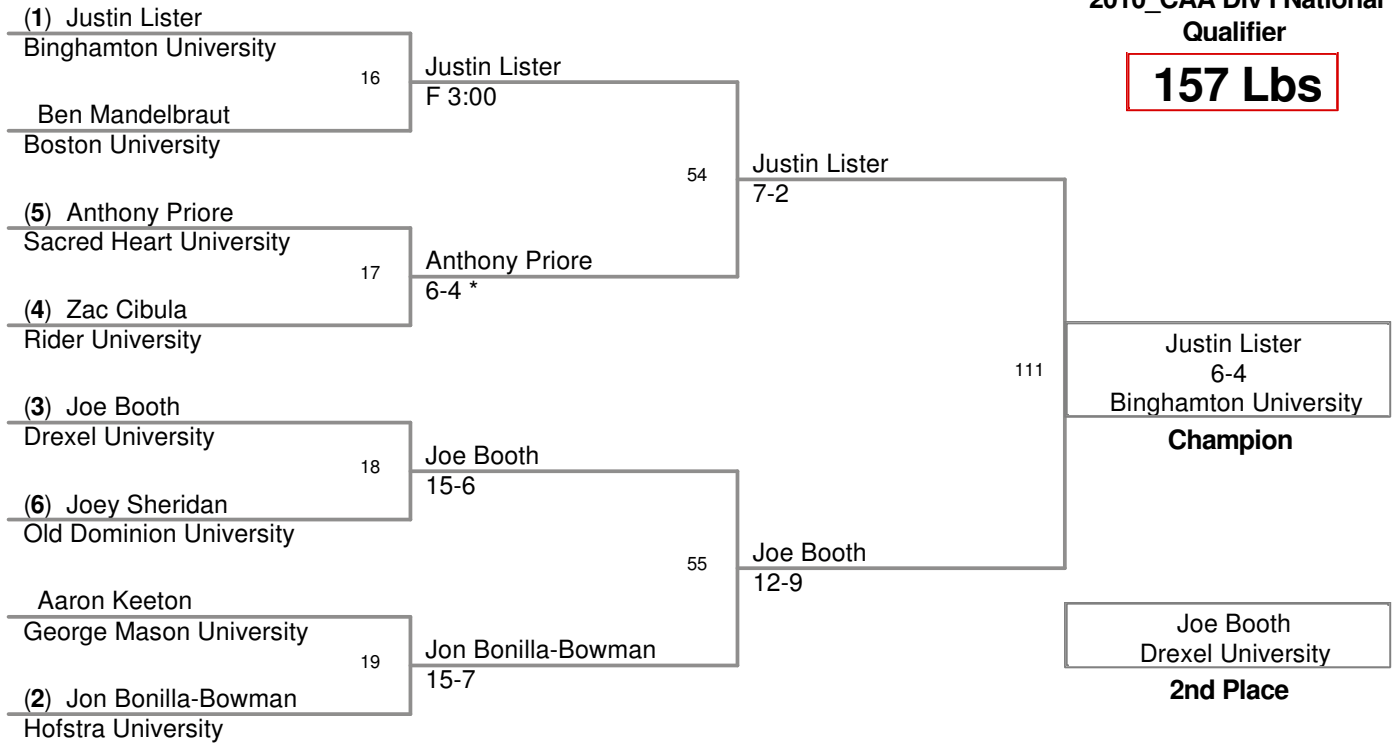 2010_CAA Div I National
Qualifier
157 Lbs
(1) Justin Lister
Binghamton University
16
Ben Mandelbraut
Boston University
Justin Lister
F 3:00
54
(5) Anthony Priore
Sacred Heart University
17
(4) Zac Cibula
Rider University
Anthony Priore
6-4 *
Justin Lister
7-2
111
(3) Joe Booth
Drexel University
18
(6) Joey Sheridan
Old Dominion University
Joe Booth
15-6
55
Aaron Keeton
George Mason University
19
(2) Jon Bonilla-Bowman
Hofstra University
Jon Bonilla-Bowman
15-7
Joe Booth
12-9
Justin Lister
6-4
Binghamton University
Champion
Joe Booth
Drexel University
2nd Place